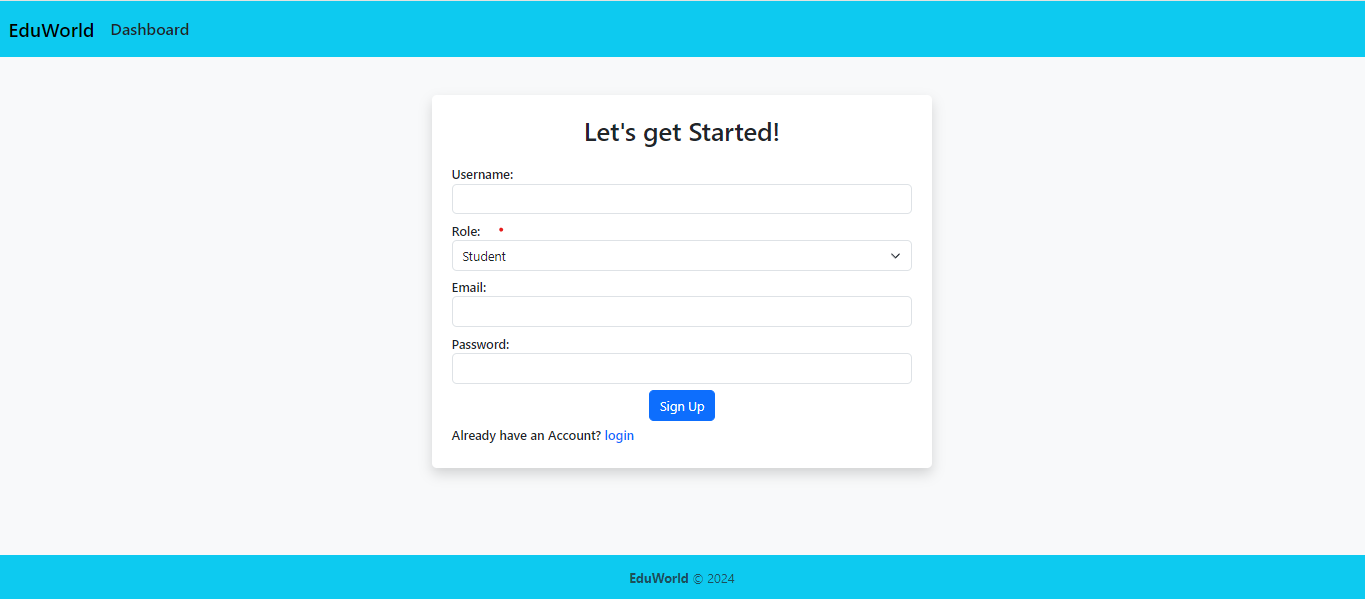 EduWorld Dashboard
Let's get Started!
Username:
Role: •
Student
Email:
Password:
Sign Up
Already have an Account? login
EduWorld © 2024